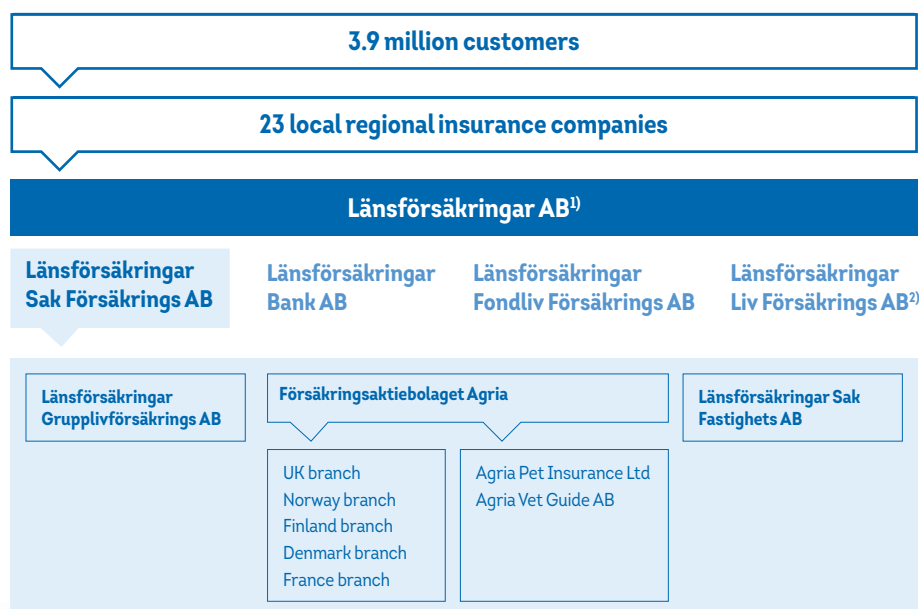 3.9 million customers
23 local regional insurance companies
Länsförsäkringar AB¹⁾
Länsförsäkringar
Sak Försäkrings AB
Länsförsäkringar
Bank AB
Länsförsäkringar
Fondliv Försäkrings AB
Länsförsäkringar
Liv Försäkrings AB²⁾
Länsförsäkringar
Grupplivförsäkrings AB
Försäkringsaktiebolaget Agria
Länsförsäkringar Sak
Fastighets AB
UK branch
Norway branch
Finland branch
Denmark branch
France branch
Agria Pet Insurance Ltd
Agria Vet Guide AB